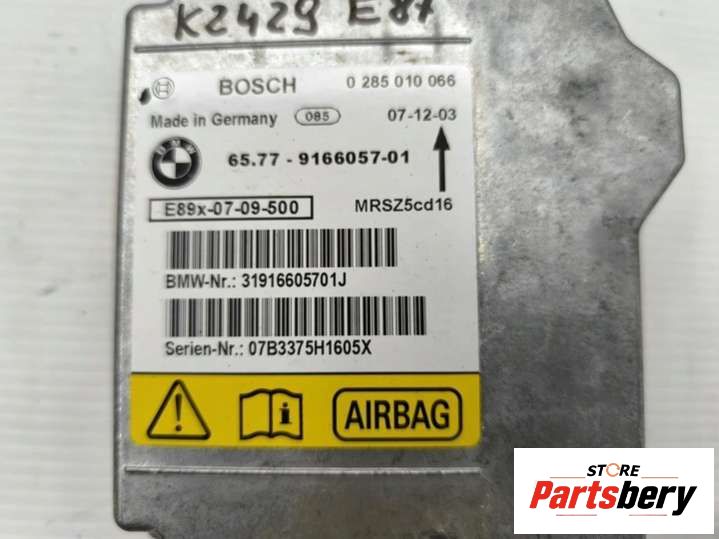 K2429 E87
BOSCH 0 285 010 066
Made in Germany 085 07-12-03
BMW 65.77 - 9166057-01
E89x-07-09-500 MRSZ5cd16
BMW-Nr.: 31916605701J
Serien-Nr.: 07B3375H1605X
i AIRBAG
STORE
Partsbery